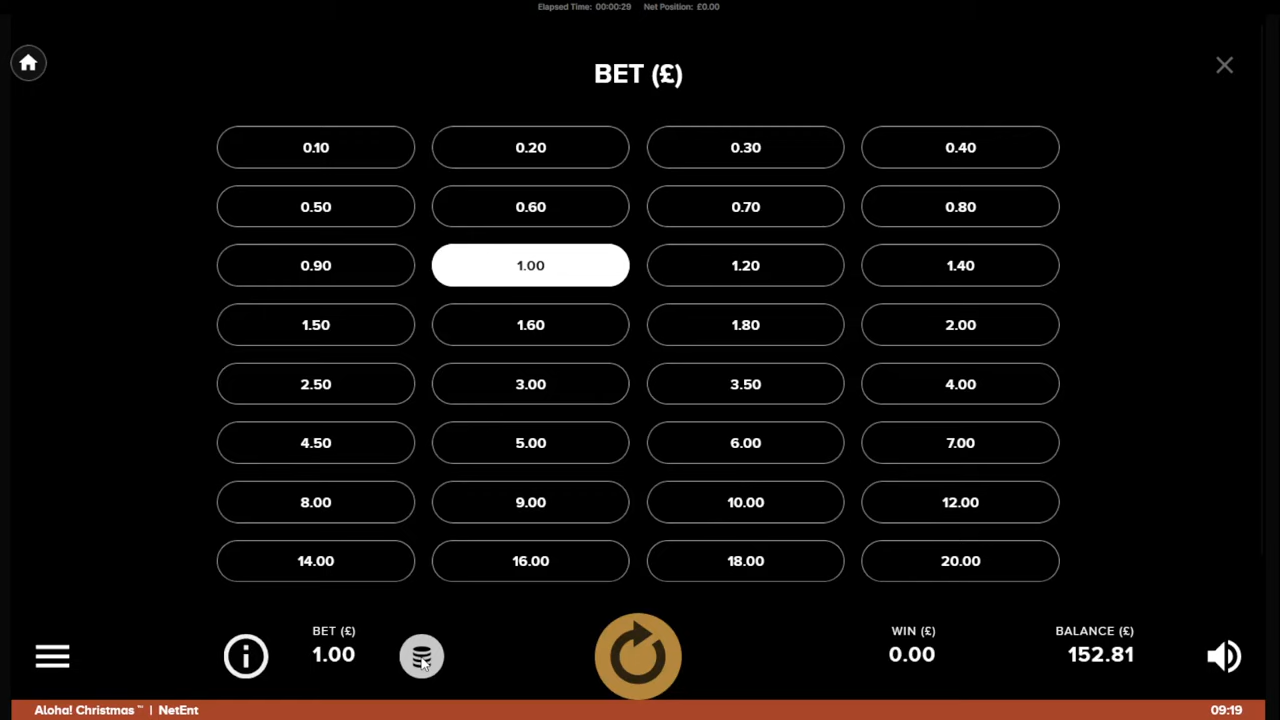 Elapsed Time: 00:00:29 Net Position: £0.00
BET (£)
0.10 0.20 0.30 0.40
0.50 0.60 0.70 0.80
0.90 1.00 1.20 1.40
1.50 1.60 1.80 2.00
2.50 3.00 3.50 4.00
4.50 5.00 6.00 7.00
8.00 9.00 10.00 12.00
14.00 16.00 18.00 20.00
BET (£) WIN (£) BALANCE (£)
1.00 0.00 152.81
Aloha! Christmas ™ | NetEnt 09:19